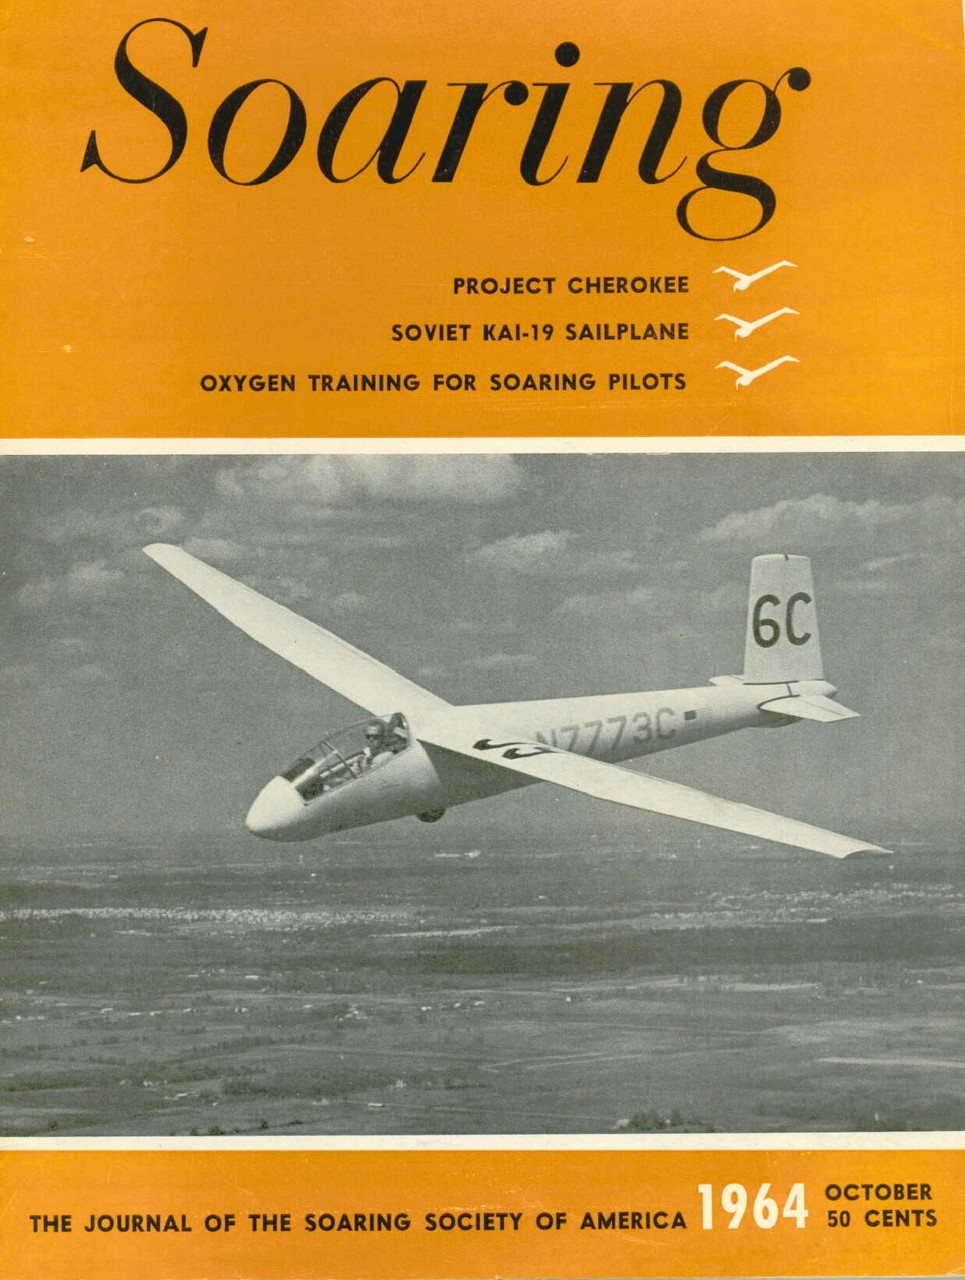 Soaring
PROJECT CHEROKEE
SOVIET KAI-19 SAILPLANE
OXYGEN TRAINING FOR SOARING PILOTS
6C
N7773C
THE JOURNAL OF THE SOARING SOCIETY OF AMERICA
1964
OCTOBER
50 CENTS